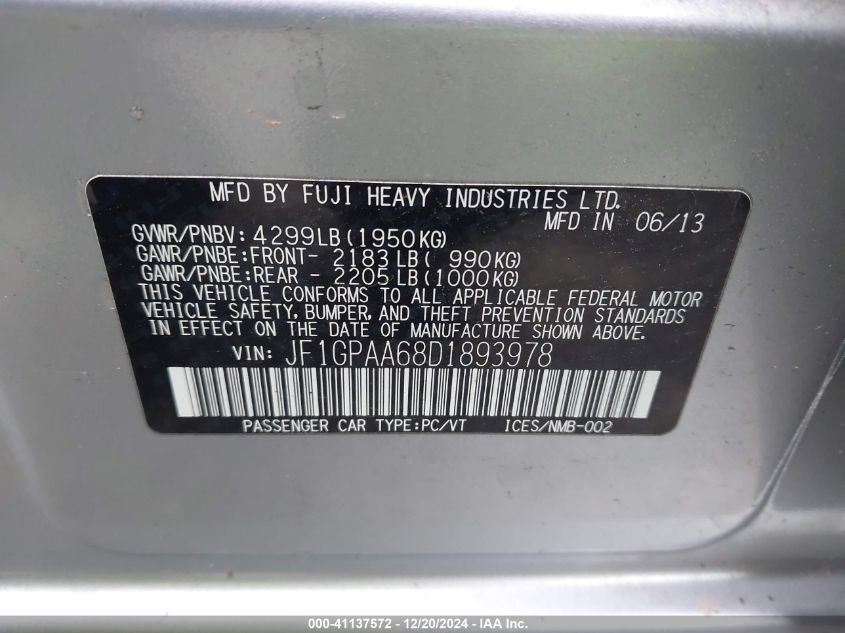 MFD BY FUJI HEAVY INDUSTRIES LTD.
MFD IN 06/13
GVWR/PNBV: 4299LB(1950KG)
GAWR/PNBE:FRONT- 2183LB( 990KG)
GAWR/PNBE:REAR - 2205LB(1000KG)
THIS VEHICLE CONFORMS TO ALL APPLICABLE FEDERAL MOTOR
VEHICLE SAFETY, BUMPER, AND THEFT PREVENTION STANDARDS
IN EFFECT ON THE DATE OF MANUFACTURE SHOWN ABOVE.
VIN: JF1GPAA68D1893978
PASSENGER CAR TYPE:PC/VT ICES/NMB-002
000-41137572 - 12/20/2024 - IAA Inc.